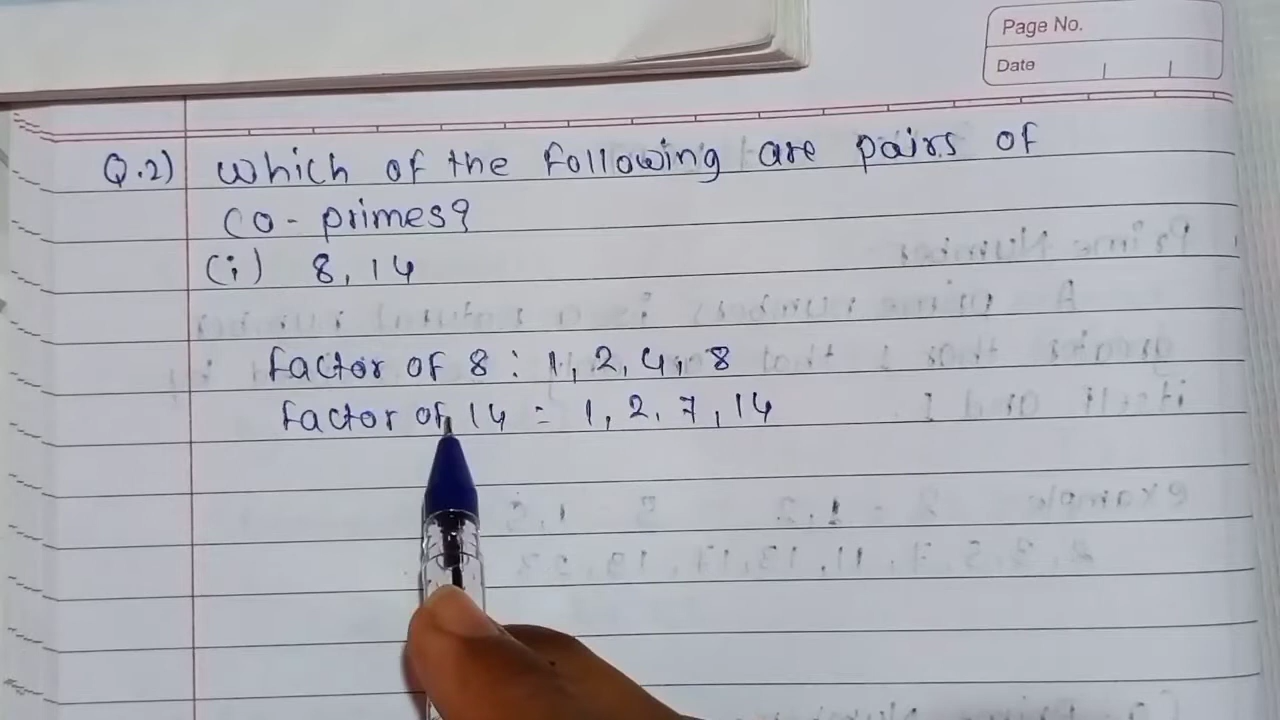 Page No.
Date
Q.2) Which of the following are pairs of
co-primes?
(i) 8, 14
factor of 8 : 1, 2, 4, 8
factor of 14 = 1, 2, 7, 14